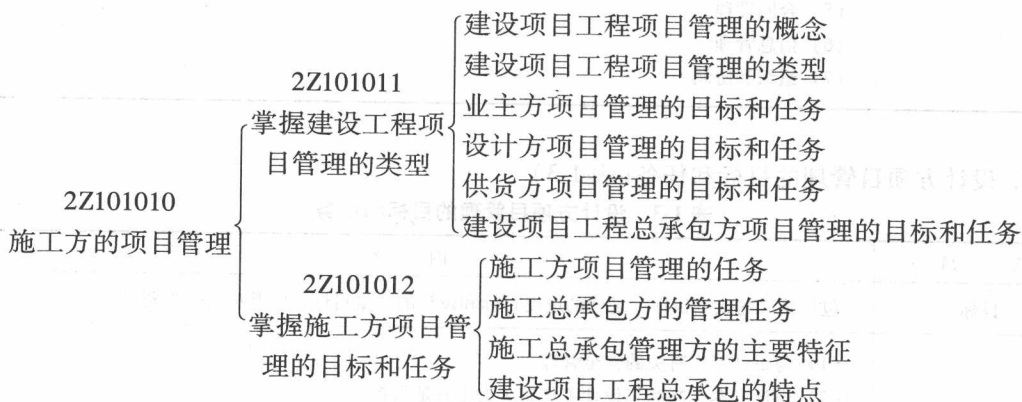 2Z101010
施工方的项目管理
2Z101011
掌握建设工程项
目管理的类型
建设项目工程项目管理的概念
建设项目工程项目管理的类型
业主方项目管理的目标和任务
设计方项目管理的目标和任务
供货方项目管理的目标和任务
建设项目工程总承包方项目管理的目标和任务
2Z101012
掌握施工方项目管
理的目标和任务
施工方项目管理的任务
施工总承包方的管理任务
施工总承包管理方的主要特征
建设项目工程总承包的特点